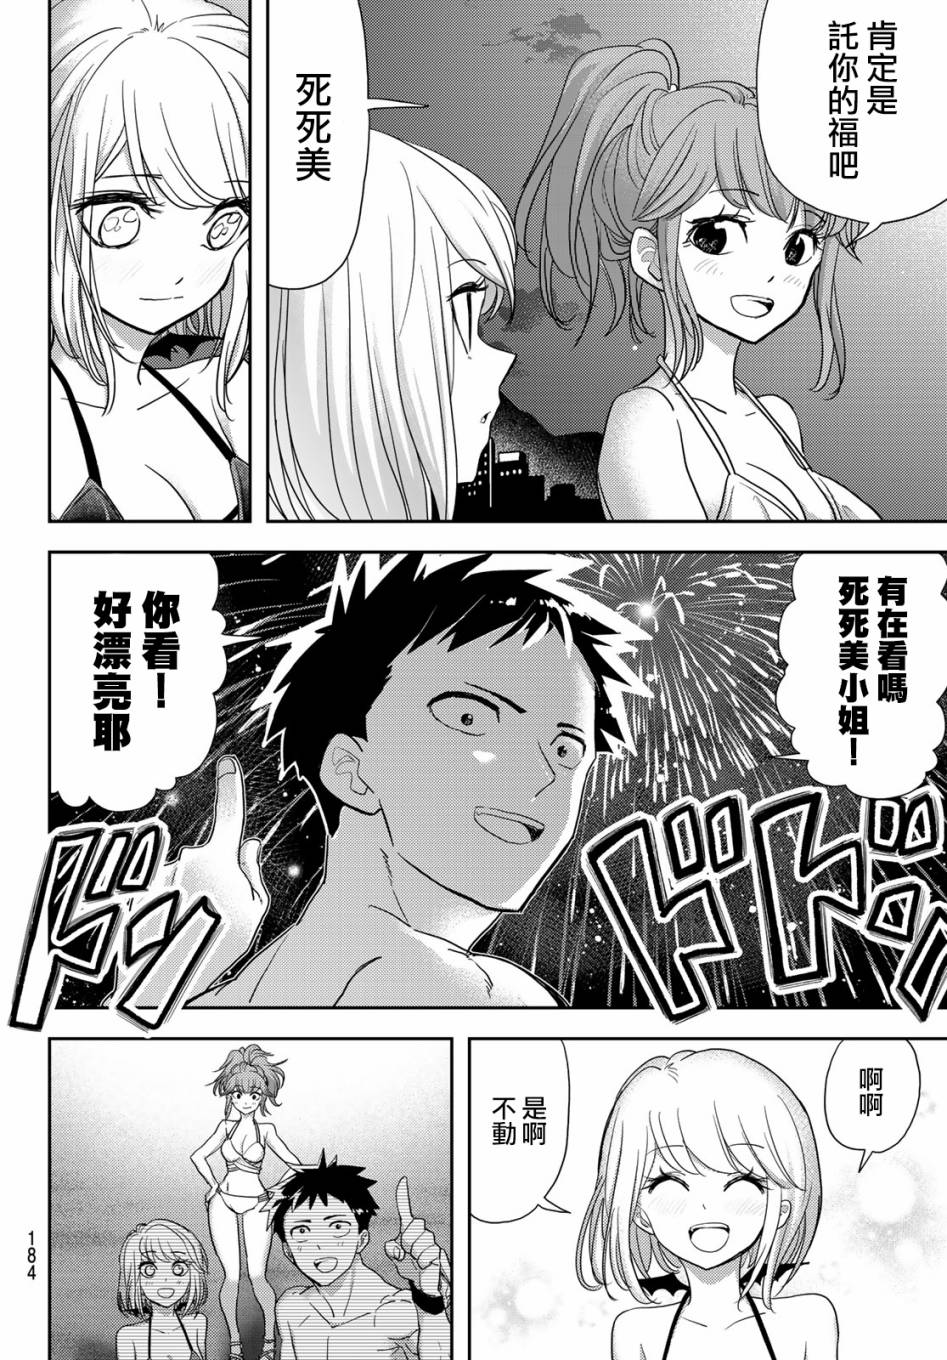 肯定是
託你的福吧
死死美
有在看嗎
死死美小姐！
你看！
好漂亮耶
ドドンッ
ドン
啊啊
是啊
不動
184